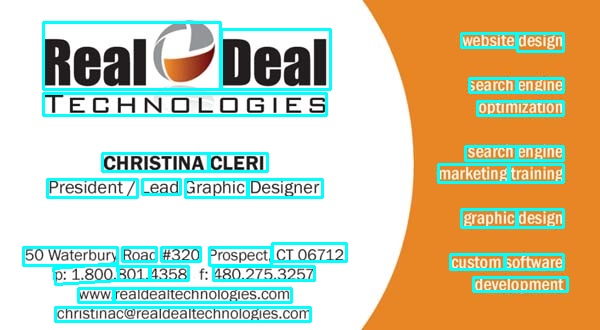 Real Deal
TECHNOLOGIES
CHRISTINA CLERI
President / Lead Graphic Designer
50 Waterbury Road #320 Prospect, CT 06712
p: 1.800.801.4358 f: 480.275.3257
www.realdealtechnologies.com
christinac@realdealtechnologies.com
website design
search engine
optimization
search engine
marketing training
graphic design
custom software
development